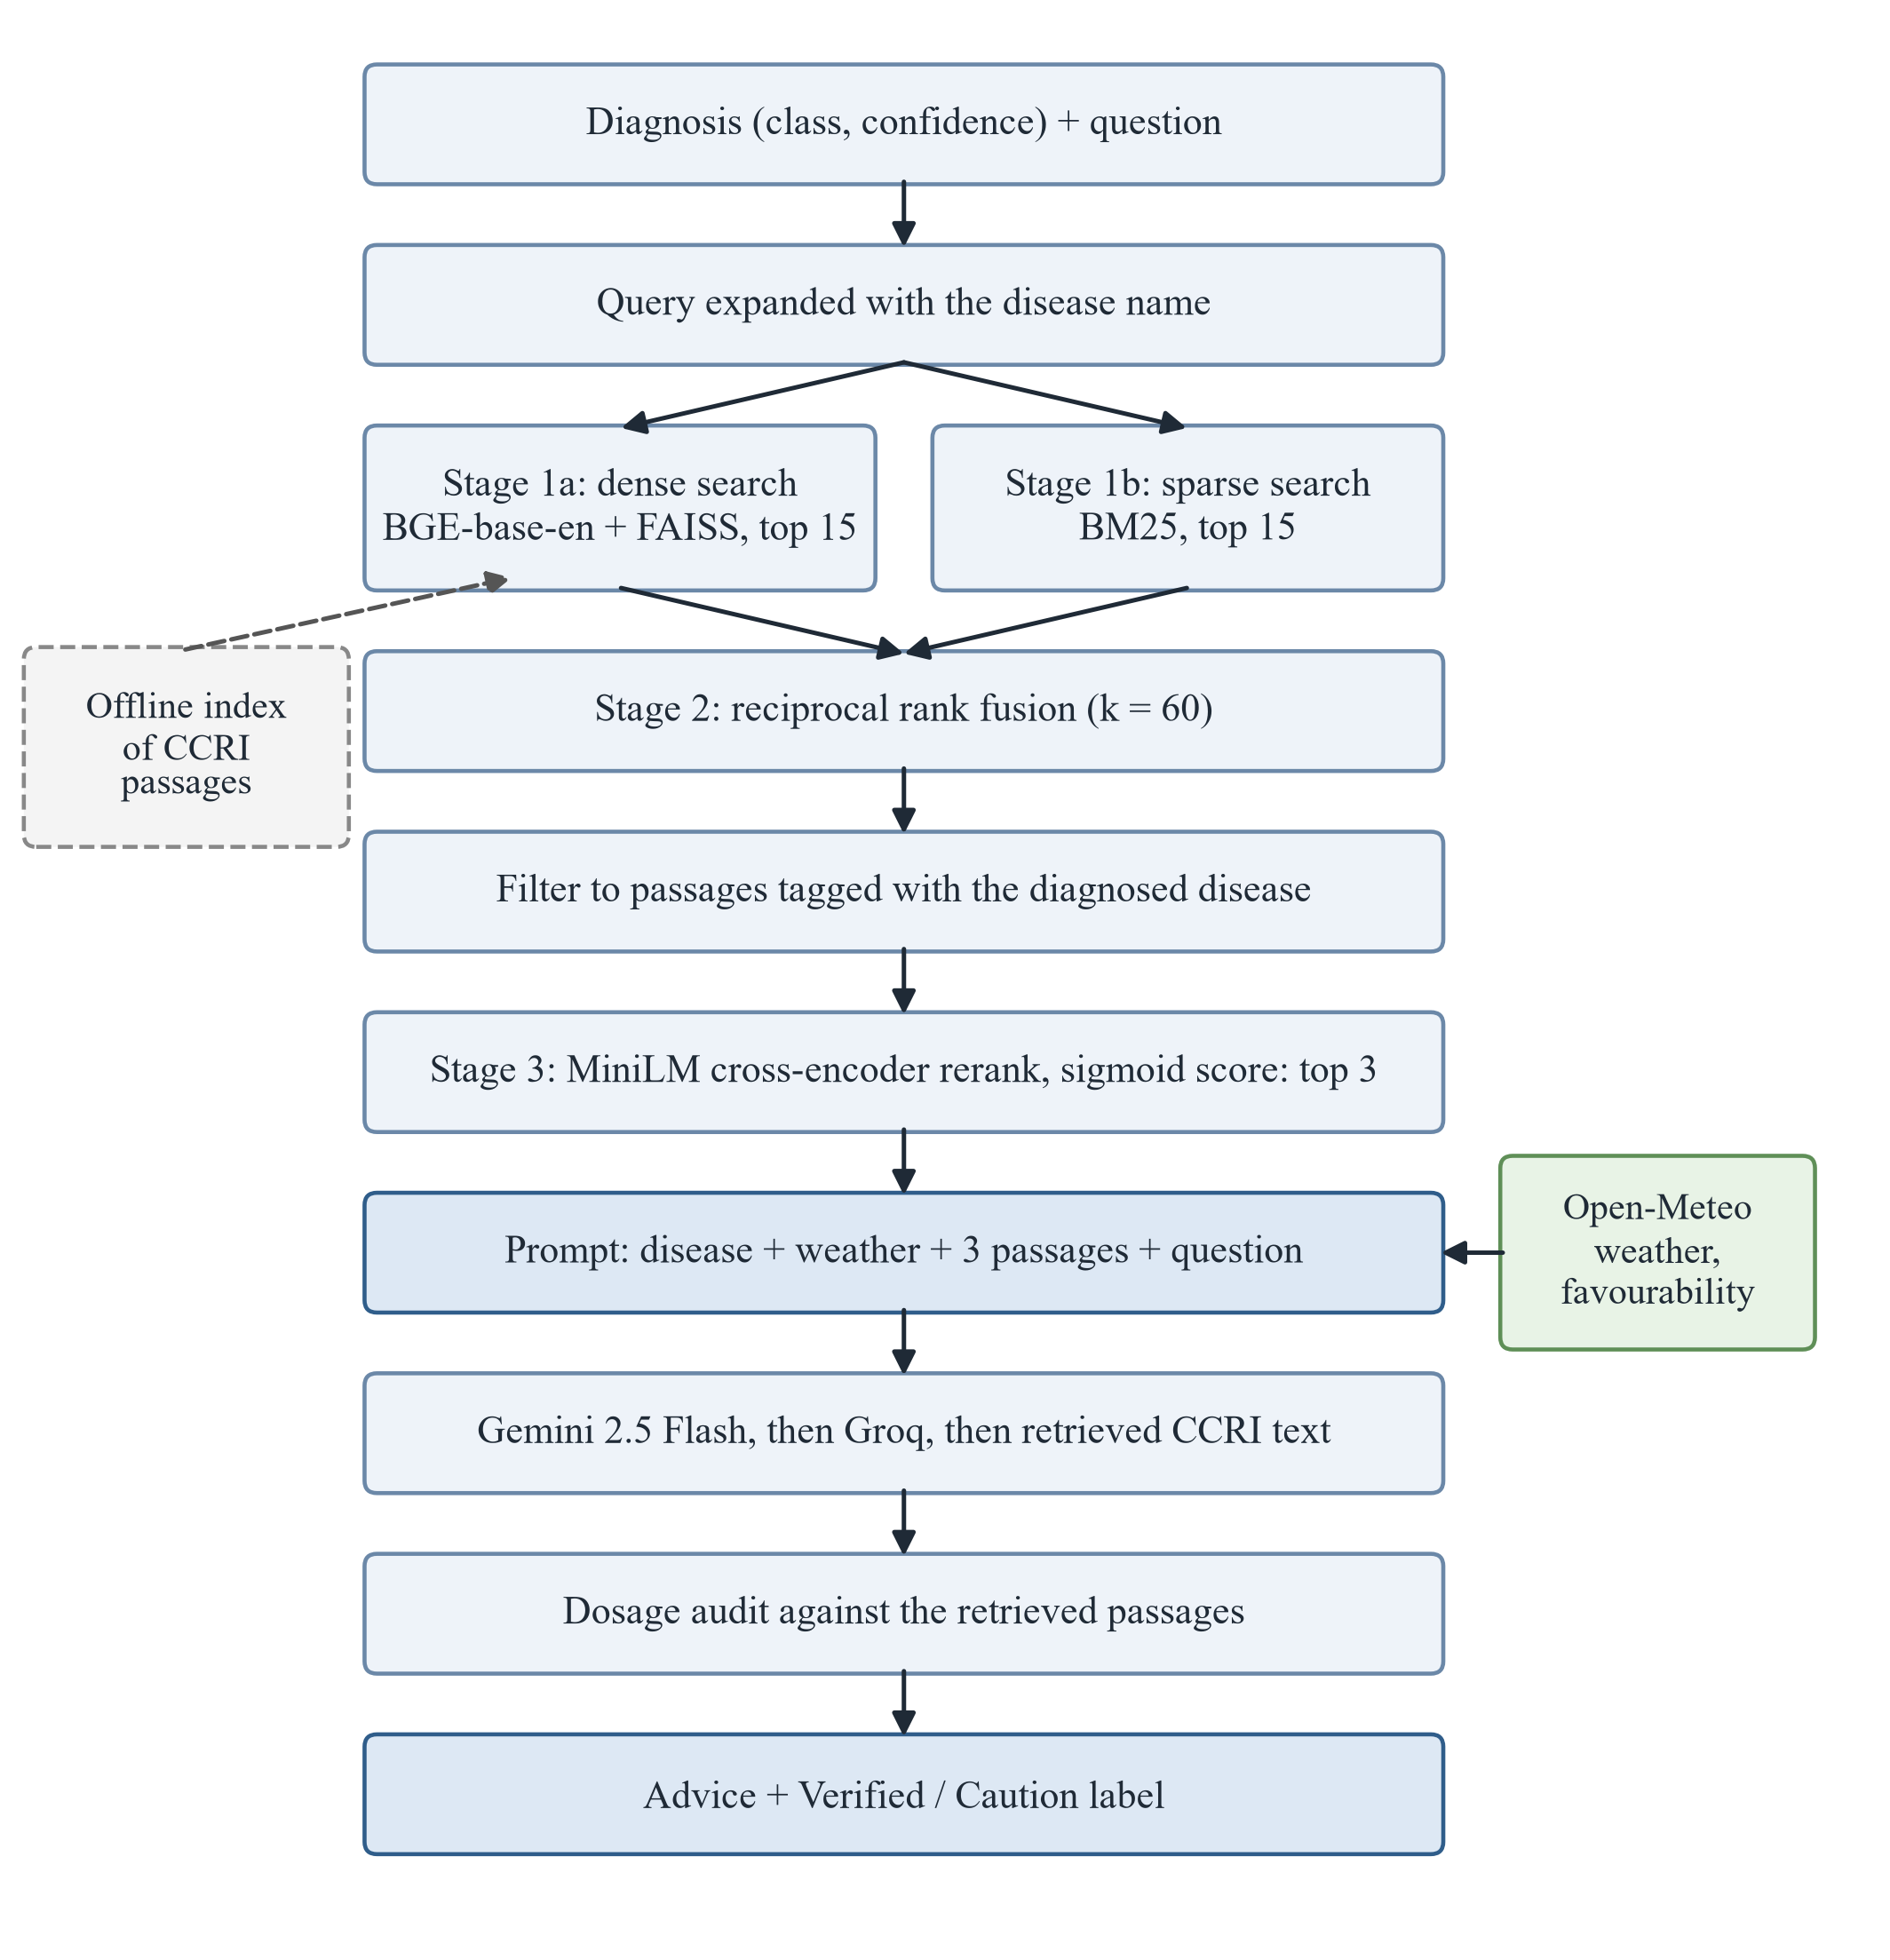 Diagnosis (class, confidence) + question
Query expanded with the disease name
Stage 1a: dense search
BGE-base-en + FAISS, top 15
Stage 1b: sparse search
BM25, top 15
Offline index
of CCRI
passages
Stage 2: reciprocal rank fusion (k = 60)
Filter to passages tagged with the diagnosed disease
Stage 3: MiniLM cross-encoder rerank, sigmoid score: top 3
Prompt: disease + weather + 3 passages + question
Open-Meteo
weather,
favourability
Gemini 2.5 Flash, then Groq, then retrieved CCRI text
Dosage audit against the retrieved passages
Advice + Verified / Caution label